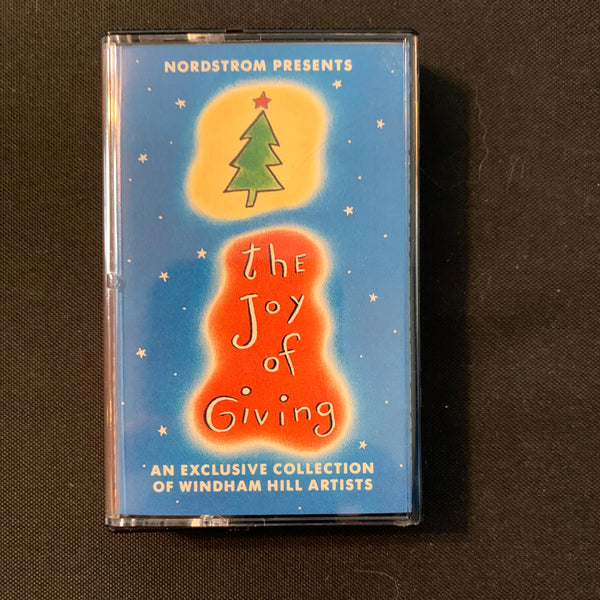 NORDSTROM PRESENTS
the
Joy
of
Giving
AN EXCLUSIVE COLLECTION
OF WINDHAM HILL ARTISTS